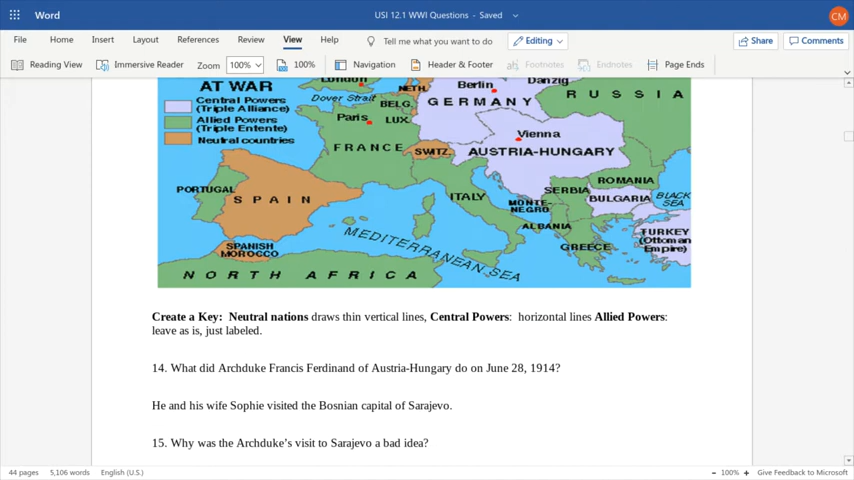 Word
USI 12.1 WWI Questions - Saved
CM
File Home Insert Layout References Review View Help Tell me what you want to do Editing Share Comments
Reading View Immersive Reader Zoom 100% 100% Navigation Header & Footer Footnotes Endnotes Page Ends
AT WAR
Central Powers
(Triple Alliance)
Allied Powers
(Triple Entente)
Neutral countries
London
Dover Strait
NETH.
BELG.
LUX.
Paris
FRANCE
Berlin
GERMANY
Danzig
RUSSIA
Vienna
AUSTRIA-HUNGARY
SWITZ.
PORTUGAL
SPAIN
ITALY
MONTE-
NEGRO
SERBIA
ROMANIA
BULGARIA
BLACK
SEA
ALBANIA
GREECE
TURKEY
(Ottoman
Empire)
SPANISH
MOROCCO
MEDITERRANEAN SEA
NORTH AFRICA
Create a Key: Neutral nations draws thin vertical lines, Central Powers: horizontal lines Allied Powers:
leave as is, just labeled.
14. What did Archduke Francis Ferdinand of Austria-Hungary do on June 28, 1914?
He and his wife Sophie visited the Bosnian capital of Sarajevo.
15. Why was the Archduke’s visit to Sarajevo a bad idea?
44 pages 5,106 words English (U.S.) - 100% + Give Feedback to Microsoft